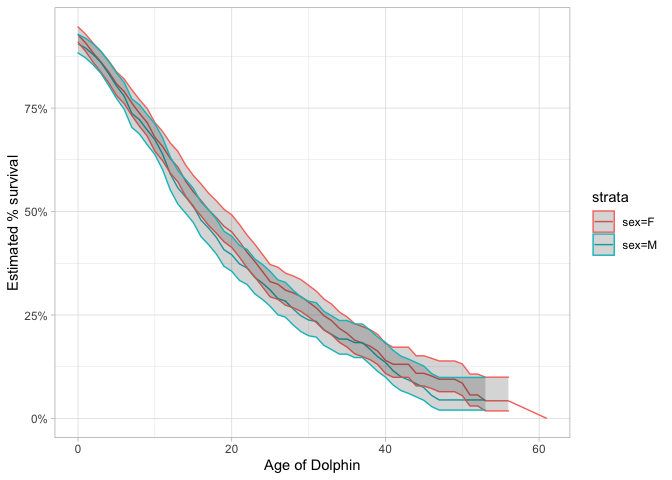 75%
50%
25%
0%
0
20
40
60
Estimated % survival
Age of Dolphin
strata
sex=F
sex=M